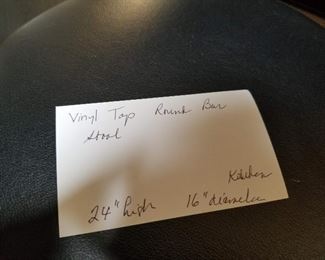 Vinyl Top Round Bar
Stool
Kitchen
24" high 16" diameter